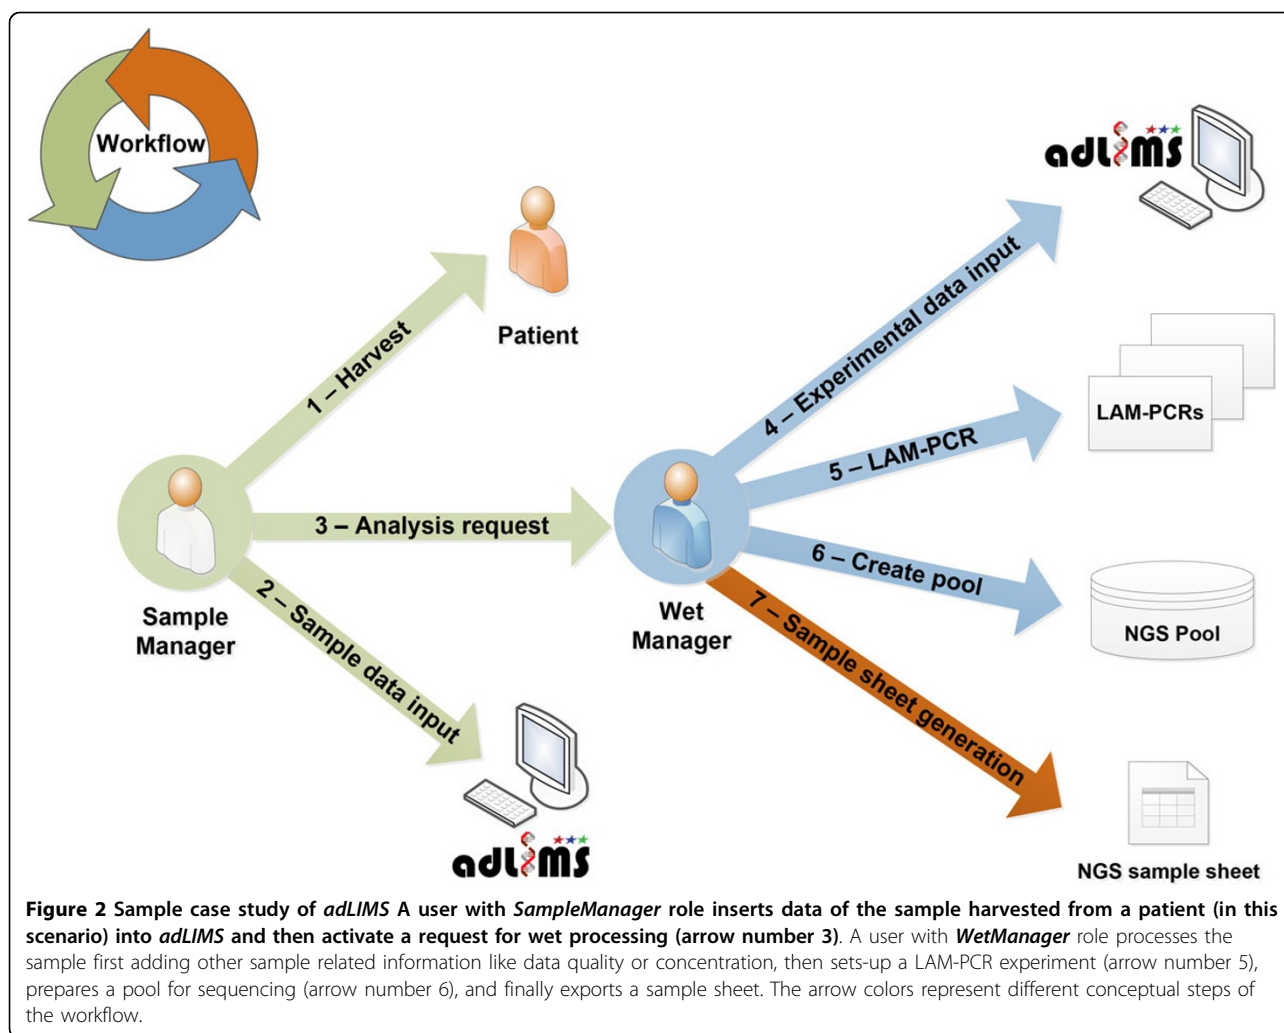 Workflow
adLIMS
1 – Harvest
Patient
4 – Experimental data input
LAM-PCRs
5 – LAM-PCR
3 – Analysis request
6 – Create pool
Sample
Manager
Wet
Manager
NGS Pool
2 – Sample data input
7 – Sample sheet generation
adLIMS
NGS sample sheet
Figure 2 Sample case study of adLIMS A user with SampleManager role inserts data of the sample harvested from a patient (in this
scenario) into adLIMS and then activate a request for wet processing (arrow number 3). A user with WetManager role processes the
sample first adding other sample related information like data quality or concentration, then sets-up a LAM-PCR experiment (arrow number 5),
prepares a pool for sequencing (arrow number 6), and finally exports a sample sheet. The arrow colors represent different conceptual steps of
the workflow.